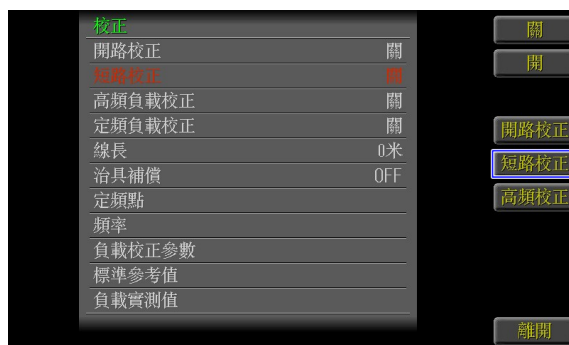 校正
開路校正 關
短路校正 關
高頻負載校正 關
定頻負載校正 關
線長 0米
治具補償 OFF
定頻點
頻率
負載校正參數
標準參考值
負載實測值
關
開
開路校正
短路校正
高頻校正
離開